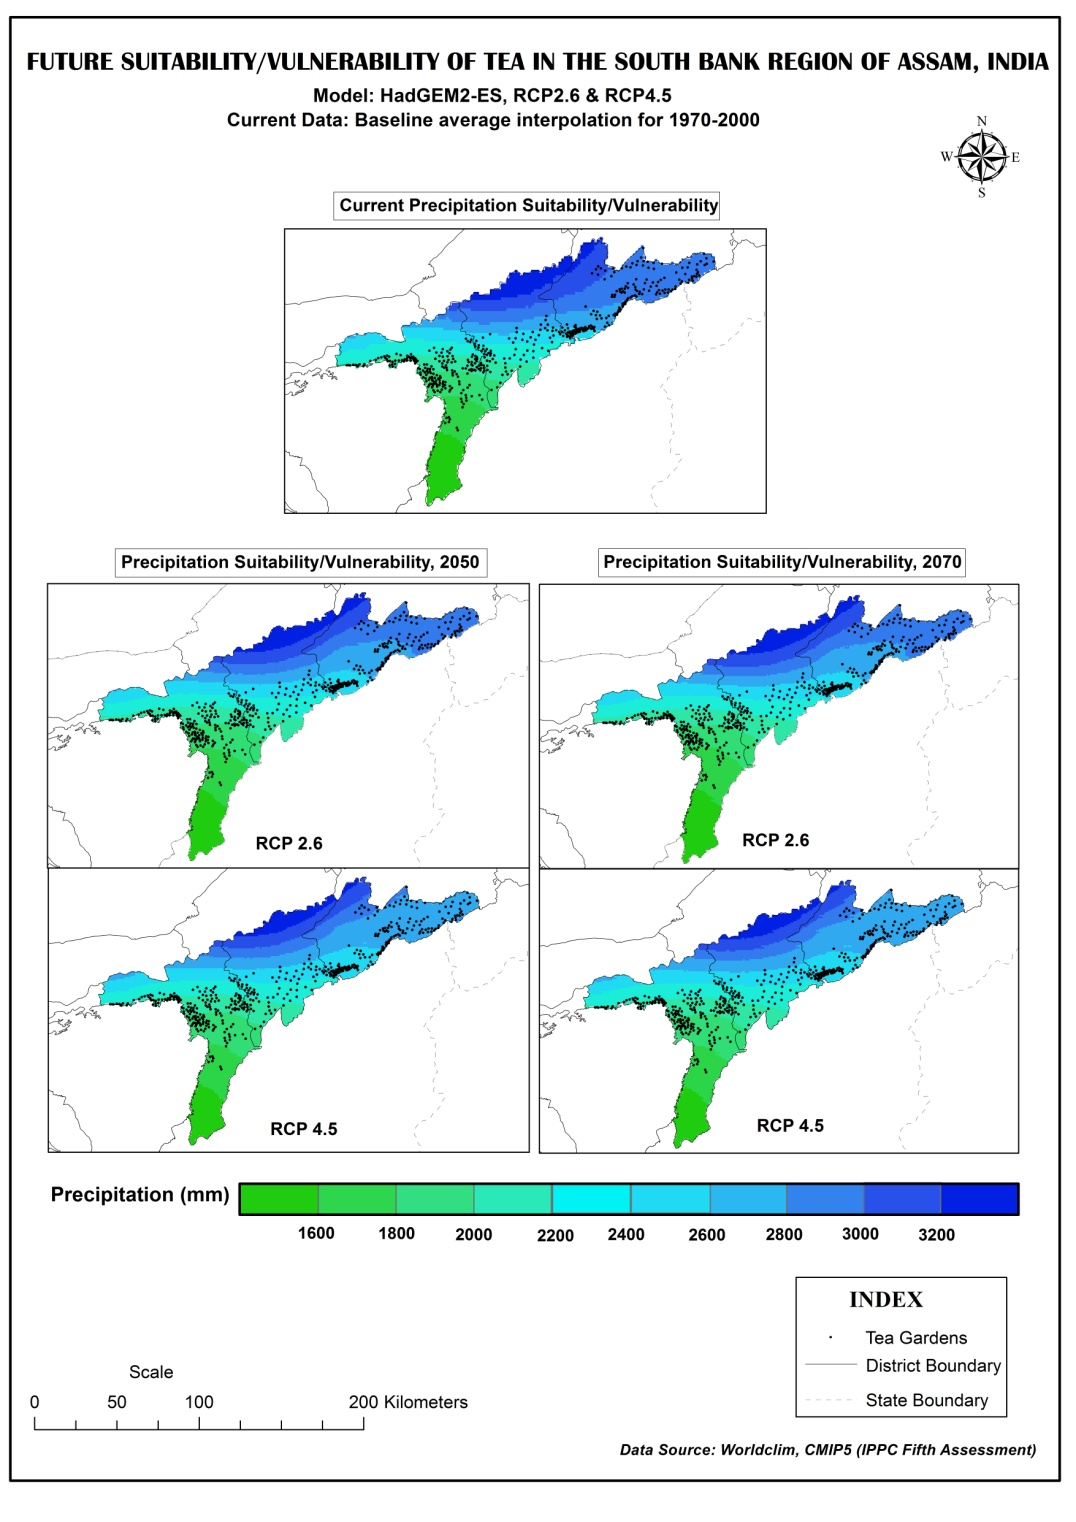 FUTURE SUITABILITY/VULNERABILITY OF TEA IN THE SOUTH BANK REGION OF ASSAM, INDIA
Model: HadGEM2-ES, RCP2.6 & RCP4.5
Current Data: Baseline average interpolation for 1970-2000
N
W E
S
Current Precipitation Suitability/Vulnerability
Precipitation Suitability/Vulnerability, 2050
Precipitation Suitability/Vulnerability, 2070
RCP 2.6
RCP 2.6
RCP 4.5
RCP 4.5
Precipitation (mm)
1600 1800 2000 2200 2400 2600 2800 3000 3200
INDEX
Tea Gardens
District Boundary
State Boundary
Scale
0 50 100 200 Kilometers
Data Source: Worldclim, CMIP5 (IPPC Fifth Assessment)